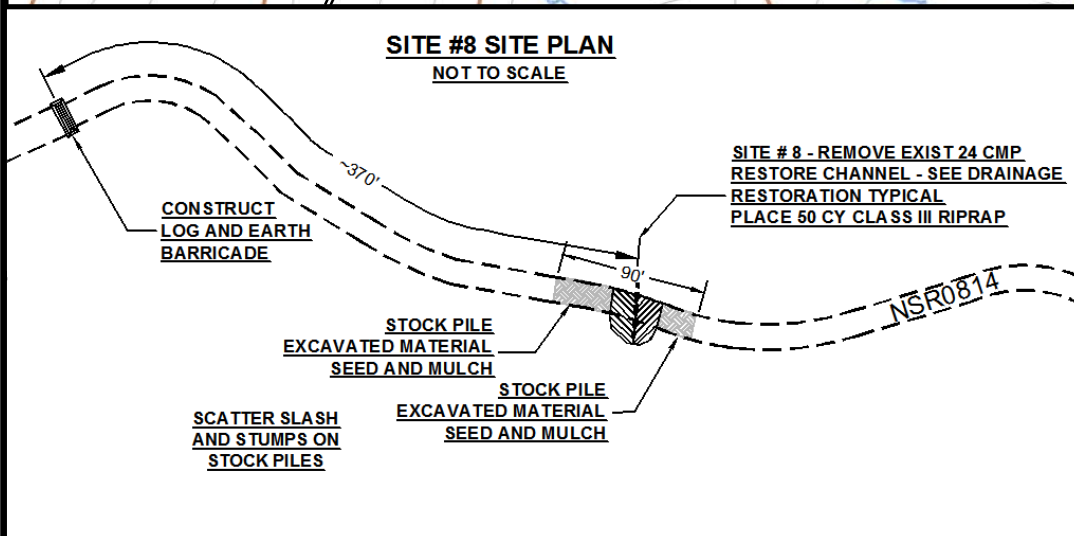 SITE #8 SITE PLAN
NOT TO SCALE
~370'
SITE # 8 - REMOVE EXIST 24 CMP
RESTORE CHANNEL - SEE DRAINAGE
RESTORATION TYPICAL
PLACE 50 CY CLASS III RIPRAP
CONSTRUCT
LOG AND EARTH
BARRICADE
90'
NSR0814
STOCK PILE
EXCAVATED MATERIAL
SEED AND MULCH
STOCK PILE
EXCAVATED MATERIAL
SEED AND MULCH
SCATTER SLASH
AND STUMPS ON
STOCK PILES